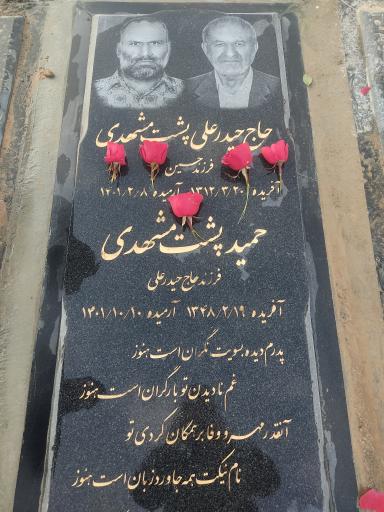 حاج حیدرعلی پشت مشهدی
فرزند حسین
آفریده ۱۳۱۲/۳/۲۰ آرمیده ۱۴۰۱/۲/۸
حمید پشت مشهدی
فرزند حاج حیدرعلی
آفریده ۱۳۴۸/۲/۱۹ آرمیده ۱۴۰۱/۱۰/۱۰
پدرم دیده بسویت نگران است هنوز
غم نادیدن تو بارگران است هنوز
آنقدر مهر و وفا بر همگان کردی تو
نام نیکت همه جا ورد زبان است هنوز